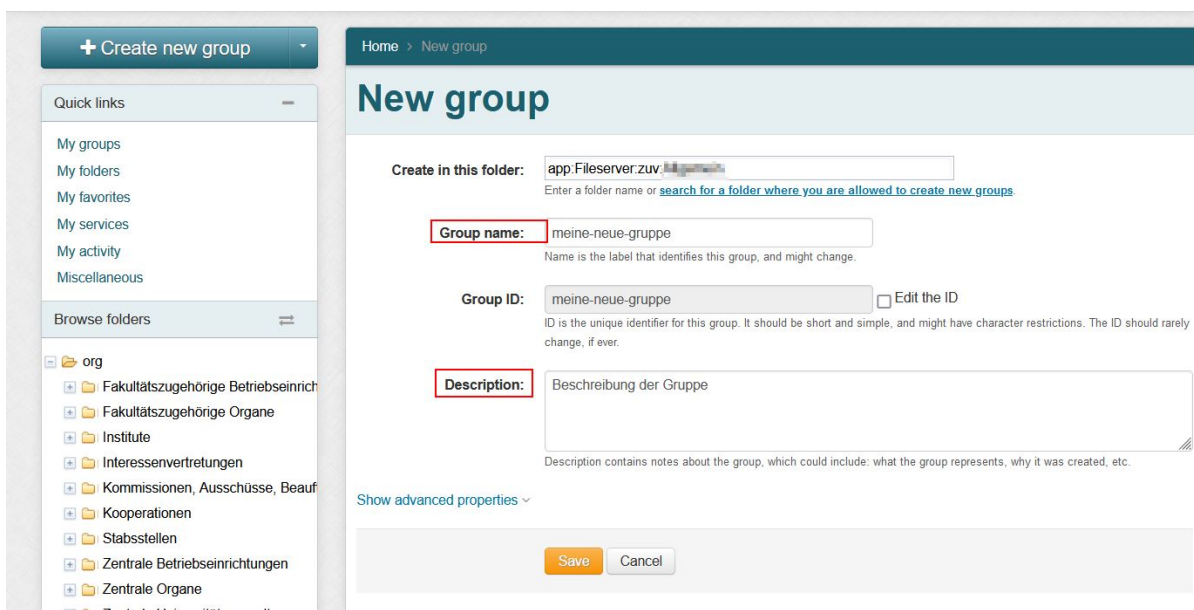 Create new group
Quick links
My groups
My folders
My favorites
My services
My activity
Miscellaneous
Browse folders
org
Fakultätszugehörige Betriebseinrich
Fakultätszugehörige Organe
Institute
Interessenvertretungen
Kommissionen, Ausschüsse, Beauf
Kooperationen
Stabsstellen
Zentrale Betriebseinrichtungen
Zentrale Organe
Home > New group
New group
Create in this folder: app:Fileserver:zuv:
Enter a folder name or search for a folder where you are allowed to create new groups.
Group name: meine-neue-gruppe
Name is the label that identifies this group, and might change.
Group ID: meine-neue-gruppe Edit the ID
ID is the unique identifier for this group. It should be short and simple, and might have character restrictions. The ID should rarely
change, if ever.
Description: Beschreibung der Gruppe
Description contains notes about the group, which could include: what the group represents, why it was created, etc.
Show advanced properties
Save Cancel